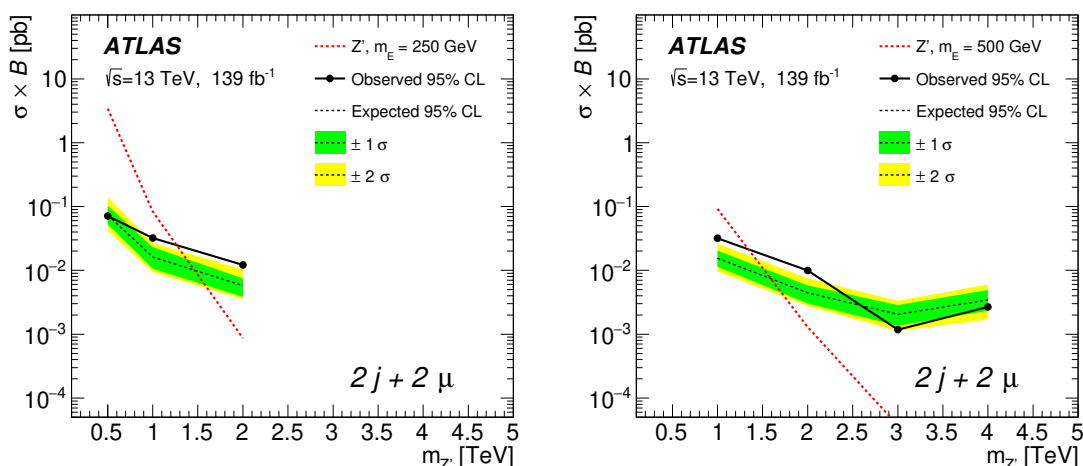 σ × B [pb]
ATLAS
√s=13 TeV, 139 fb⁻¹
Z', m_E = 250 GeV
Observed 95% CL
Expected 95% CL
± 1 σ
± 2 σ
10
1
10⁻¹
10⁻²
10⁻³
10⁻⁴
2 j + 2 μ
0.5 1 1.5 2 2.5 3 3.5 4 4.5 5
m_Z' [TeV]
σ × B [pb]
ATLAS
√s=13 TeV, 139 fb⁻¹
Z', m_E = 500 GeV
Observed 95% CL
Expected 95% CL
± 1 σ
± 2 σ
10
1
10⁻¹
10⁻²
10⁻³
10⁻⁴
2 j + 2 μ
0.5 1 1.5 2 2.5 3 3.5 4 4.5 5
m_Z' [TeV]